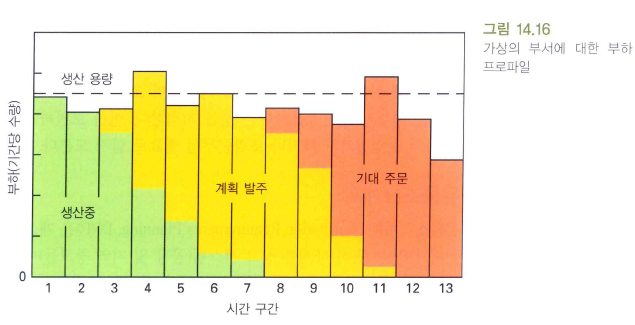 그림 14.16
가상의 부서에 대한 부하
프로파일
생산 용량
부하(기간당 수량)
생산중
계획 발주
기대 주문
0
1 2 3 4 5 6 7 8 9 10 11 12 13
시간 구간